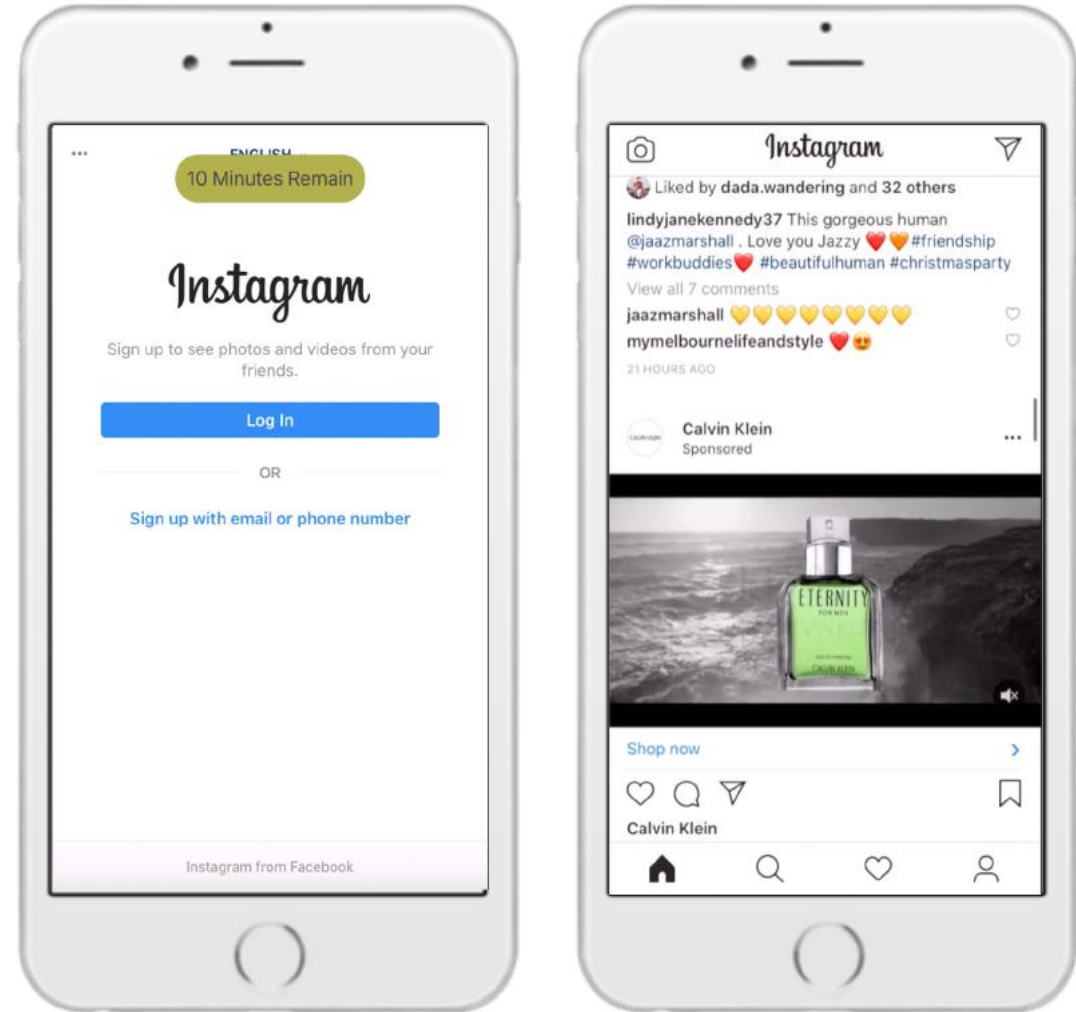 ENGLISH
10 Minutes Remain
Instagram
Sign up to see photos and videos from your
friends.
Log In
OR
Sign up with email or phone number
Instagram from Facebook
Instagram
Liked by dada.wandering and 32 others
lindyjanekennedy37 This gorgeous human
@jaazmarshall . Love you Jazzy ❤️🧡#friendship
#workbuddies❤️ #beautifulhuman #christmasparty
View all 7 comments
jaazmarshall 💛💛💛💛💛💛💛💛
mymelbournelifeandstyle ❤️😍
21 HOURS AGO
CALVIN KLEIN
Calvin Klein
Sponsored
ETERNITY
FOR MEN
CALVIN KLEIN
Shop now
Calvin Klein